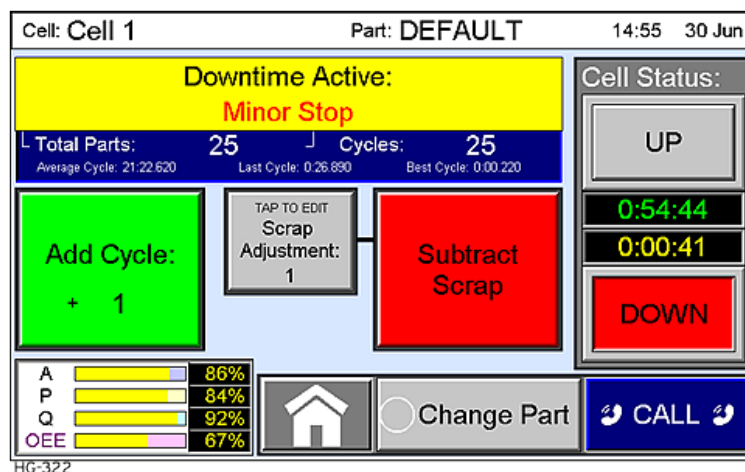 Cell: Cell 1 Part: DEFAULT 14:55 30 Jun
Downtime Active:
Minor Stop
Total Parts: 25 Cycles: 25
Average Cycle: 21:22.620 Last Cycle: 0:26.890 Best Cycle: 0:00.220
Cell Status:
UP
0:54:44
0:00:41
DOWN
Add Cycle:
+ 1
TAP TO EDIT
Scrap
Adjustment:
1
Subtract
Scrap
A 86%
P 84%
Q 92%
OEE 67%
Change Part
CALL
HG-322